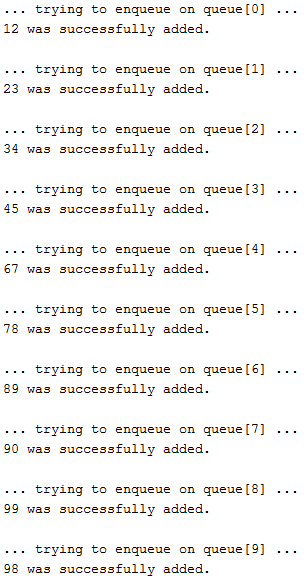 ... trying to enqueue on queue[0] ...
12 was successfully added.
... trying to enqueue on queue[1] ...
23 was successfully added.
... trying to enqueue on queue[2] ...
34 was successfully added.
... trying to enqueue on queue[3] ...
45 was successfully added.
... trying to enqueue on queue[4] ...
67 was successfully added.
... trying to enqueue on queue[5] ...
78 was successfully added.
... trying to enqueue on queue[6] ...
89 was successfully added.
... trying to enqueue on queue[7] ...
90 was successfully added.
... trying to enqueue on queue[8] ...
99 was successfully added.
... trying to enqueue on queue[9] ...
98 was successfully added.